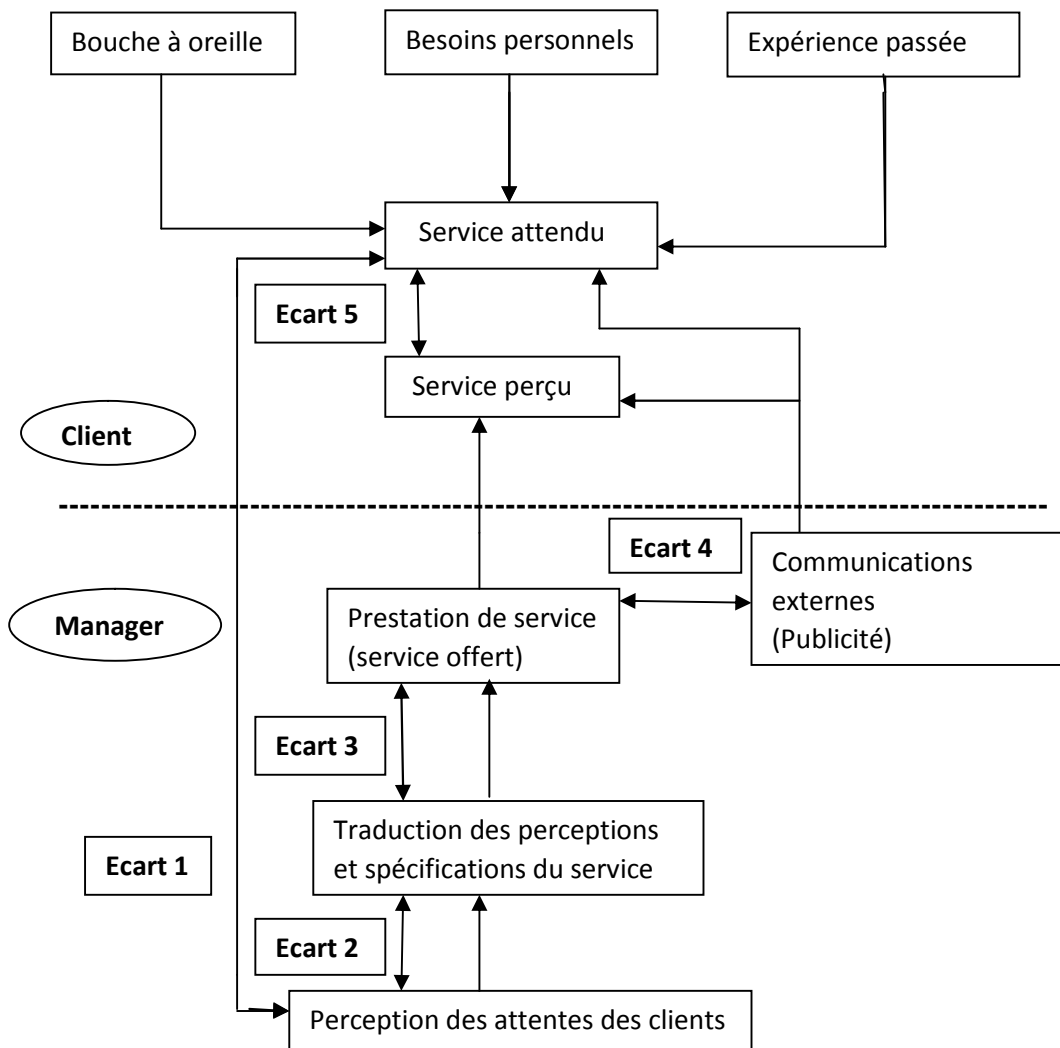 Bouche à oreille
Besoins personnels
Expérience passée
Service attendu
Ecart 5
Service perçu
Client
Ecart 4
Communications
externes
(Publicité)
Manager
Prestation de service
(service offert)
Ecart 3
Traduction des perceptions
et spécifications du service
Ecart 1
Ecart 2
Perception des attentes des clients